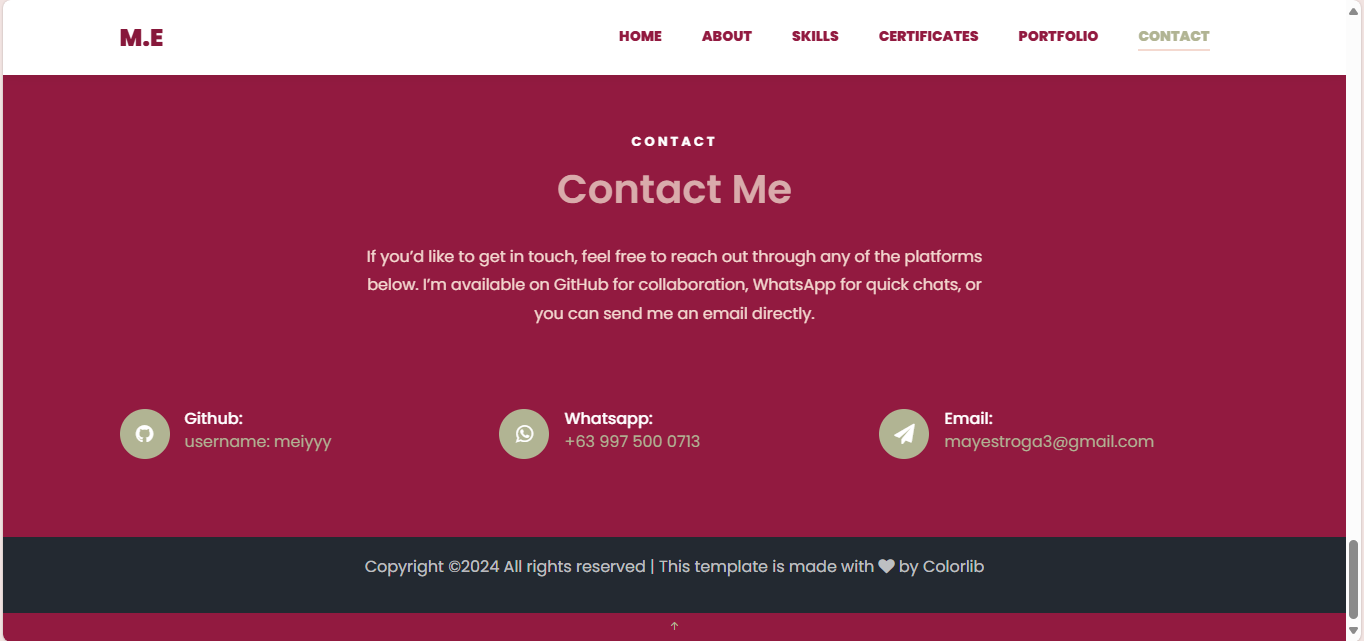 M.E
HOME ABOUT SKILLS CERTIFICATES PORTFOLIO CONTACT
CONTACT
Contact Me
If you’d like to get in touch, feel free to reach out through any of the platforms
below. I’m available on GitHub for collaboration, WhatsApp for quick chats, or
you can send me an email directly.
Github:
username: meiyyy
Whatsapp:
+63 997 500 0713
Email:
mayestroga3@gmail.com
Copyright ©2024 All rights reserved | This template is made with ♥ by Colorlib
↑